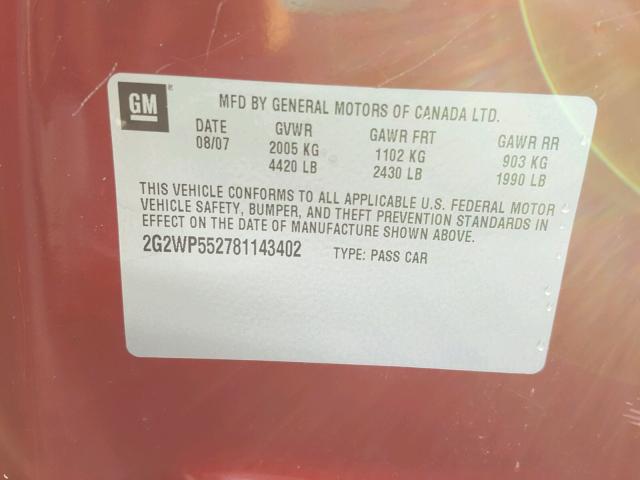 GM
MFD BY GENERAL MOTORS OF CANADA LTD.
DATE GVWR GAWR FRT GAWR RR
08/07 2005 KG 1102 KG 903 KG
4420 LB 2430 LB 1990 LB
THIS VEHICLE CONFORMS TO ALL APPLICABLE U.S. FEDERAL MOTOR
VEHICLE SAFETY, BUMPER, AND THEFT PREVENTION STANDARDS IN
EFFECT ON THE DATE OF MANUFACTURE SHOWN ABOVE.
2G2WP552781143402 TYPE: PASS CAR